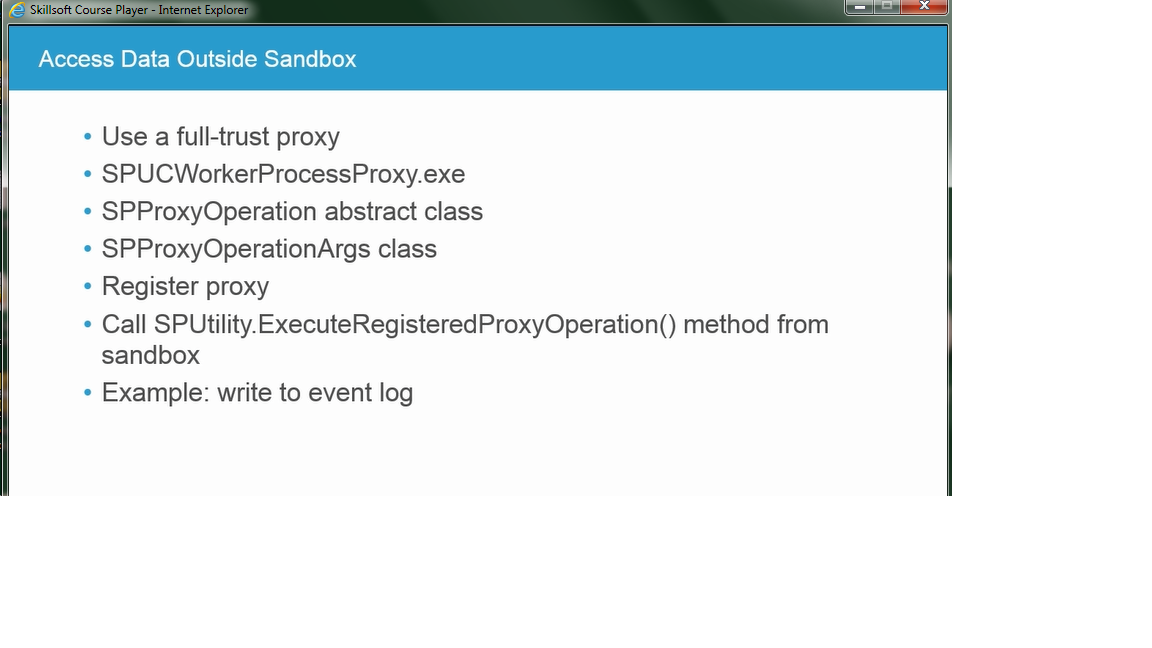 Skillsoft Course Player - Internet Explorer
Access Data Outside Sandbox
• Use a full-trust proxy
• SPUCWorkerProcessProxy.exe
• SPProxyOperation abstract class
• SPProxyOperationArgs class
• Register proxy
• Call SPUtility.ExecuteRegisteredProxyOperation() method from
sandbox
• Example: write to event log